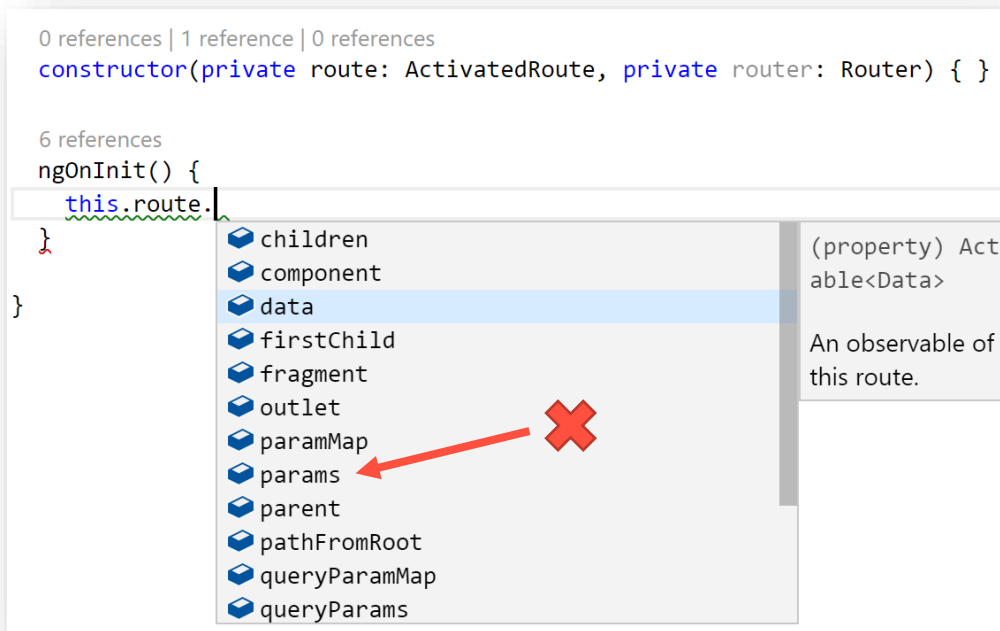 0 references | 1 reference | 0 references
constructor(private route: ActivatedRoute, private router: Router) { }
6 references
ngOnInit() {
this.route.
}
}
children
component
data
firstChild
fragment
outlet
paramMap
params
parent
pathFromRoot
queryParamMap
queryParams
(property) Act
able<Data>
An observable of
this route.